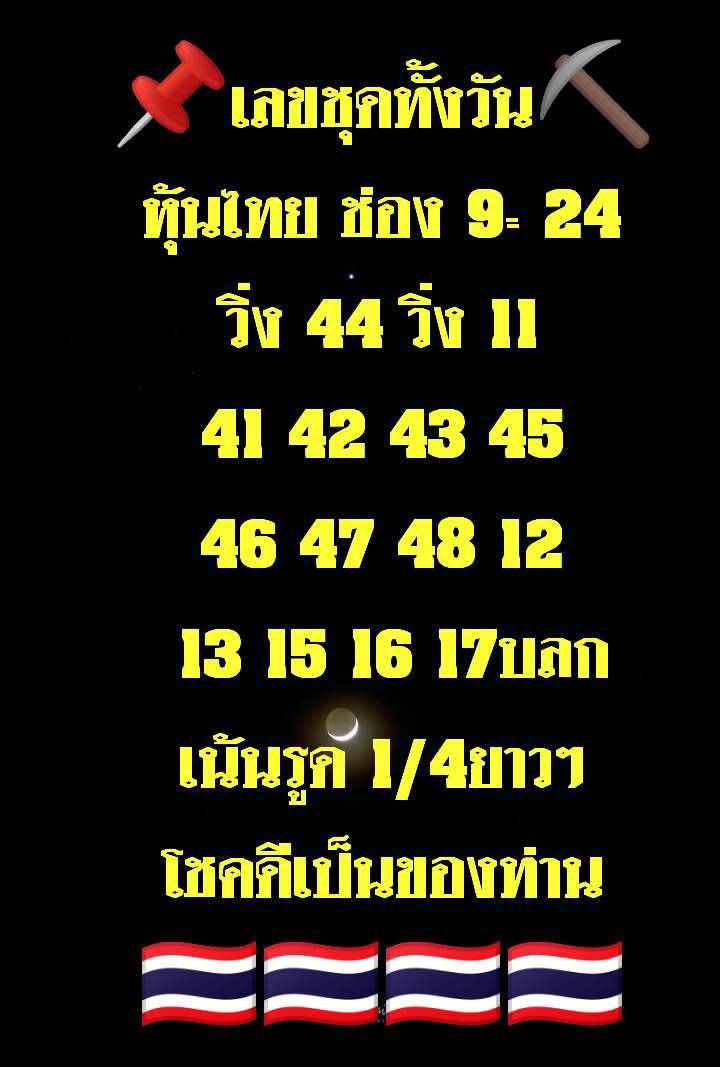 เลขชุดทั้งวัน
หุ้นไทย ช่อง 9= 24
วิ่ง 44 วิ่ง 11
41 42 43 45
46 47 48 12
13 15 16 17บลก
เน้นรูด 1/4ยาวๆ
โชคดีเป็นของท่าน